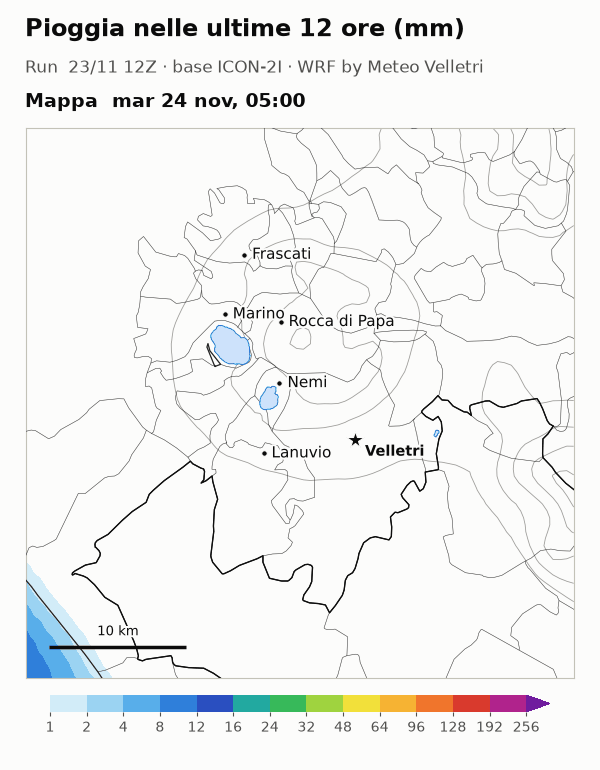 Pioggia nelle ultime 12 ore (mm)
Run  23/11 12Z · base ICON-2I · WRF by Meteo Velletri
Mappa  mar 24 nov, 05:00
Frascati
Marino
Rocca di Papa
Nemi
Velletri
Lanuvio
10 km
1 2 4 8 12 16 24 32 48 64 96 128 192 256